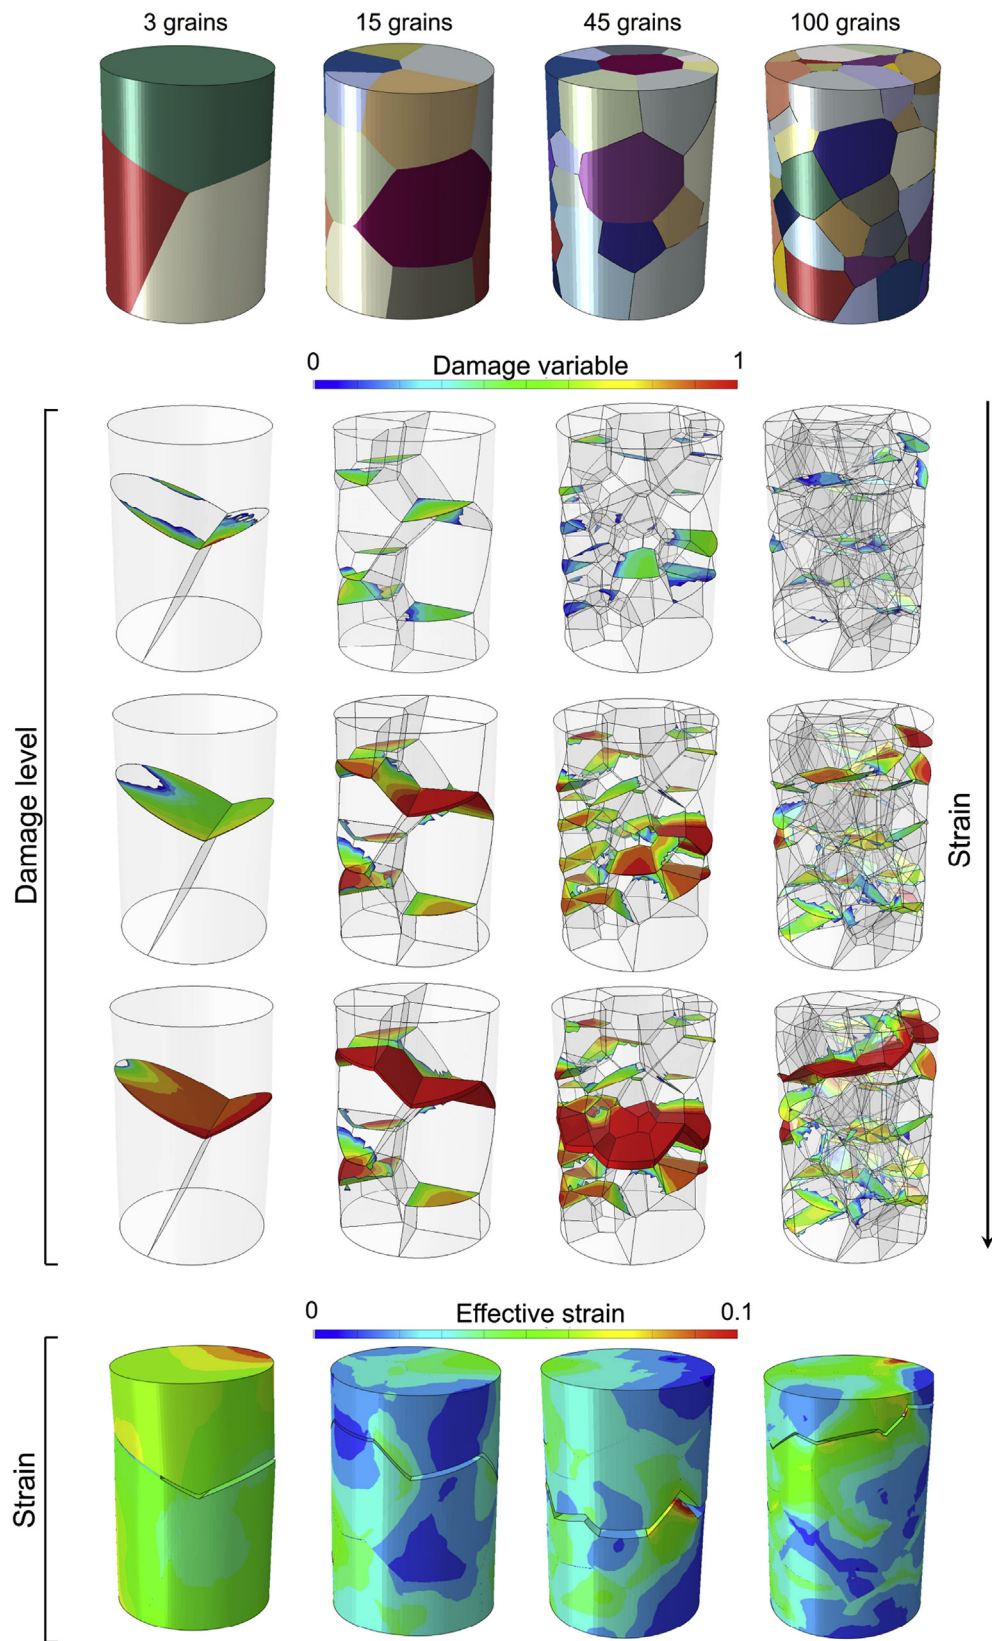 3 grains
15 grains
45 grains
100 grains
0
Damage variable
1
Damage level
Strain
0
Effective strain
0.1
Strain